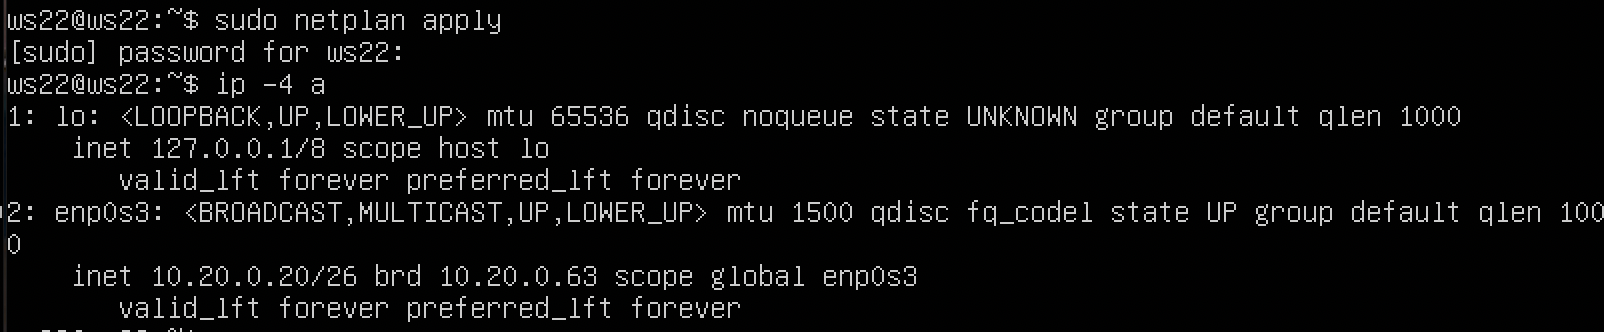 ws22@ws22:~$ sudo netplan apply
[sudo] password for ws22:
ws22@ws22:~$ ip -4 a
1: lo: <LOOPBACK,UP,LOWER_UP> mtu 65536 qdisc noqueue state UNKNOWN group default qlen 1000
    inet 127.0.0.1/8 scope host lo
       valid_lft forever preferred_lft forever
2: enp0s3: <BROADCAST,MULTICAST,UP,LOWER_UP> mtu 1500 qdisc fq_codel state UP group default qlen 100
0
    inet 10.20.0.20/26 brd 10.20.0.63 scope global enp0s3
       valid_lft forever preferred_lft forever